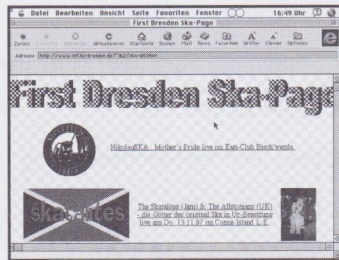 Datei Bearbeiten Ansicht Seite Favoriten Fenster 16:49 Uhr
First Dresden Ska-Page
Zurück Aktualisieren Startseite Suchen Mail News Favoriten Größer Kleiner Optionen
Adresse:
First Dresden Ska-Page
NikolauSKA : Mother's Pride live im East-Club Bisch'werda.
skatalites
The Skatalites (Jam) & The Allstonians (UK)
- die Götter des original Ska in Ur-Besetzung
live am Do. 13.11.97 im Conne Island, L.E.